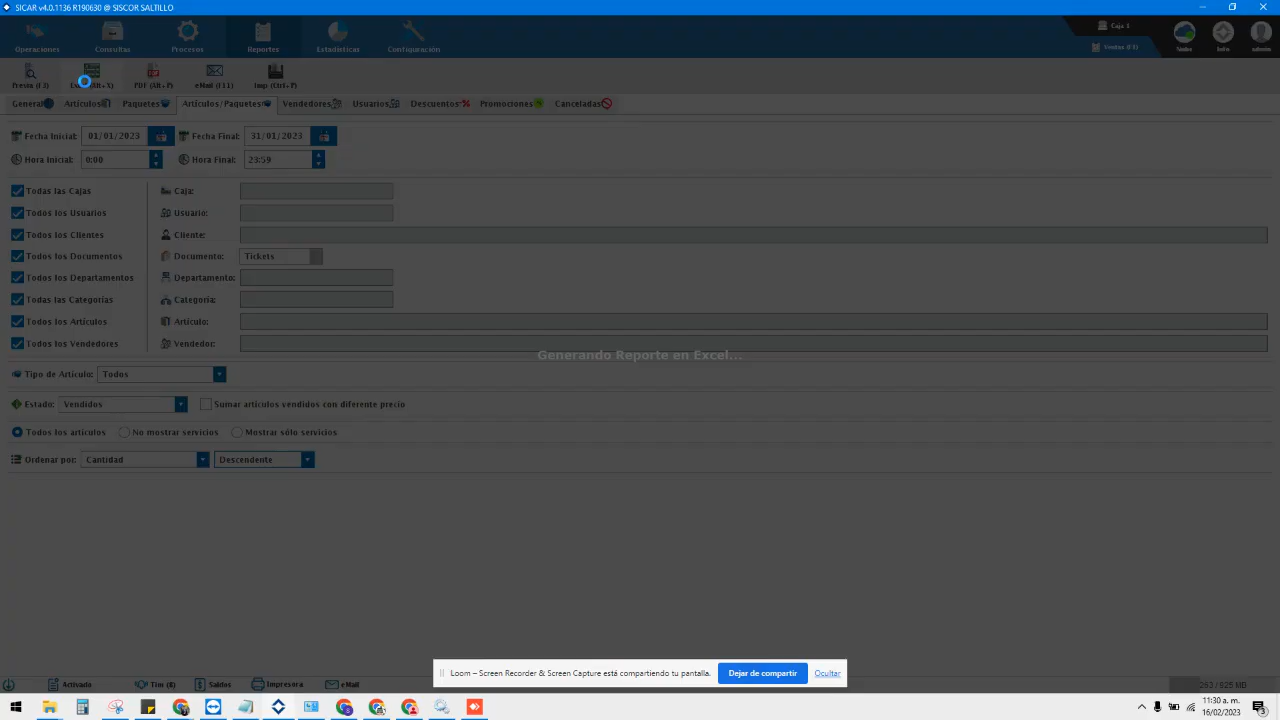 SICAR v4.0.1136 R190630 @ SISCOR SALTILLO
Operaciones Consultas Procesos Reportes Estadísticas Configuración
Caja 1
Ventas (F3)
Nube Info admin
Presta (F2) PDF (Alt+P) eMail (F11) Imp (Ctrl+P)
General Artículos Paquetes Artículos/Paquetes Vendedores Usuarios Descuentos Promociones Canceladas
Fecha Inicial: 01/01/2023 Fecha Final: 31/01/2023
Hora Inicial: 0:00 Hora Final: 23:59
Todas las Cajas Caja:
Todos los Usuarios Usuario:
Todos los Clientes Cliente:
Todos los Documentos Documento: Tickets
Todos los Departamentos Departamento:
Todas las Categorías Categoría:
Todos los Artículos Artículo:
Todos los Vendedores Vendedor:
Generando Reporte en Excel...
Tipo de Artículo: Todos
Estado: Vendidos Sumar artículos vendidos con diferente precio
Todos los artículos No mostrar servicios Mostrar sólo servicios
Ordenar por: Cantidad Descendente
Loom – Screen Recorder & Screen Capture está compartiendo tu pantalla. Dejar de compartir Ocultar
Activado Saldos Impresora eMail
11:30 a. m.
16/02/2023